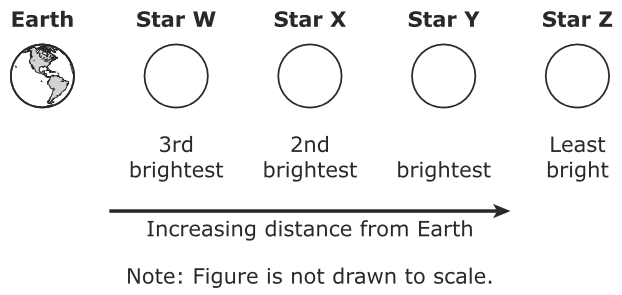 Earth Star W Star X Star Y Star Z
3rd 2nd Least
brightest brightest brightest bright
Increasing distance from Earth
Note: Figure is not drawn to scale.